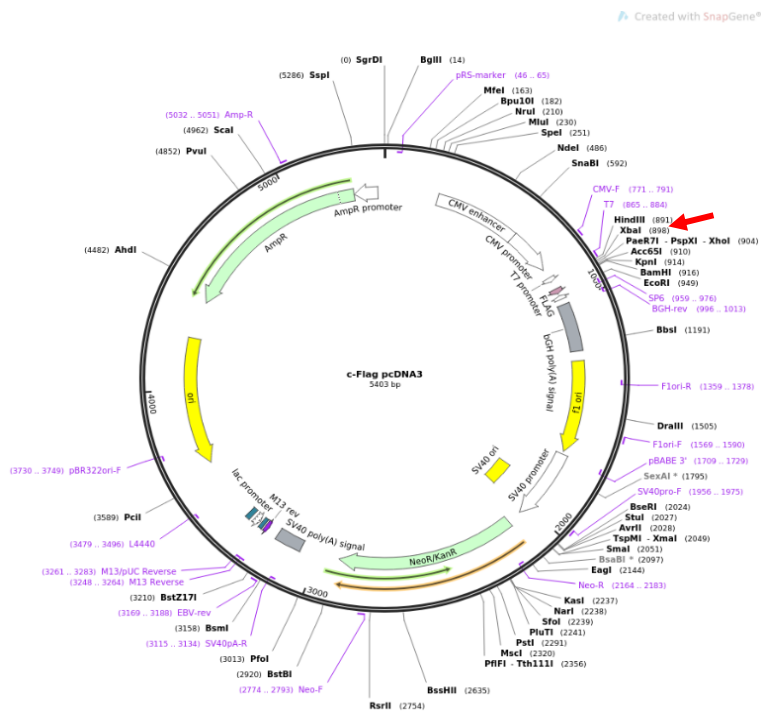 Created with SnapGene®
(0) SgrDI
BglII (14)
(5286) SspI
pRS-marker (46 .. 65)
MfeI (163)
Bpu10I (182)
NruI (210)
MluI (230)
SpeI (251)
NdeI (486)
SnaBI (592)
CMV-F (771 .. 791)
T7 (865 .. 884)
HindIII (891)
XbaI (898)
PaeR7I - PspXI - XhoI (904)
Acc65I (910)
KpnI (914)
BamHI (916)
EcoRI (949)
SP6 (959 .. 976)
BGH-rev (996 .. 1013)
BbsI (1191)
F1ori-R (1359 .. 1378)
DraIII (1505)
F1ori-F (1569 .. 1590)
pBABE 3' (1709 .. 1729)
SexAI * (1795)
SV40pro-F (1956 .. 1975)
BseRI (2024)
StuI (2027)
AvrII (2028)
TspMI - XmaI (2049)
SmaI (2051)
BsaBI * (2097)
EagI (2144)
Neo-R (2164 .. 2183)
KasI (2237)
NarI (2238)
SfoI (2239)
PluTI (2241)
PstI (2291)
MscI (2320)
PflFI - Tth111I (2356)
BssHII (2635)
RsrII (2754)
(2774 .. 2793) Neo-F
(2920) BstBI
(3013) PfoI
(3115 .. 3134) SV40pA-R
(3158) BsmI
(3169 .. 3188) EBV-rev
(3210) BstZ17I
(3248 .. 3264) M13 Reverse
(3261 .. 3283) M13/pUC Reverse
(3479 .. 3496) L4440
(3589) PciI
(3730 .. 3749) pBR322ori-F
(4482) AhdI
(4852) PvuI
(4962) ScaI
(5032 .. 5051) Amp-R
1000
2000
3000
4000
5000
AmpR promoter
AmpR
CMV enhancer
CMV promoter
T7 promoter
FLAG
bGH poly(A) signal
f1 ori
SV40 promoter
SV40 ori
NeoR/KanR
SV40 poly(A) signal
M13 rev
lac promoter
ori
c-Flag pcDNA3
5403 bp